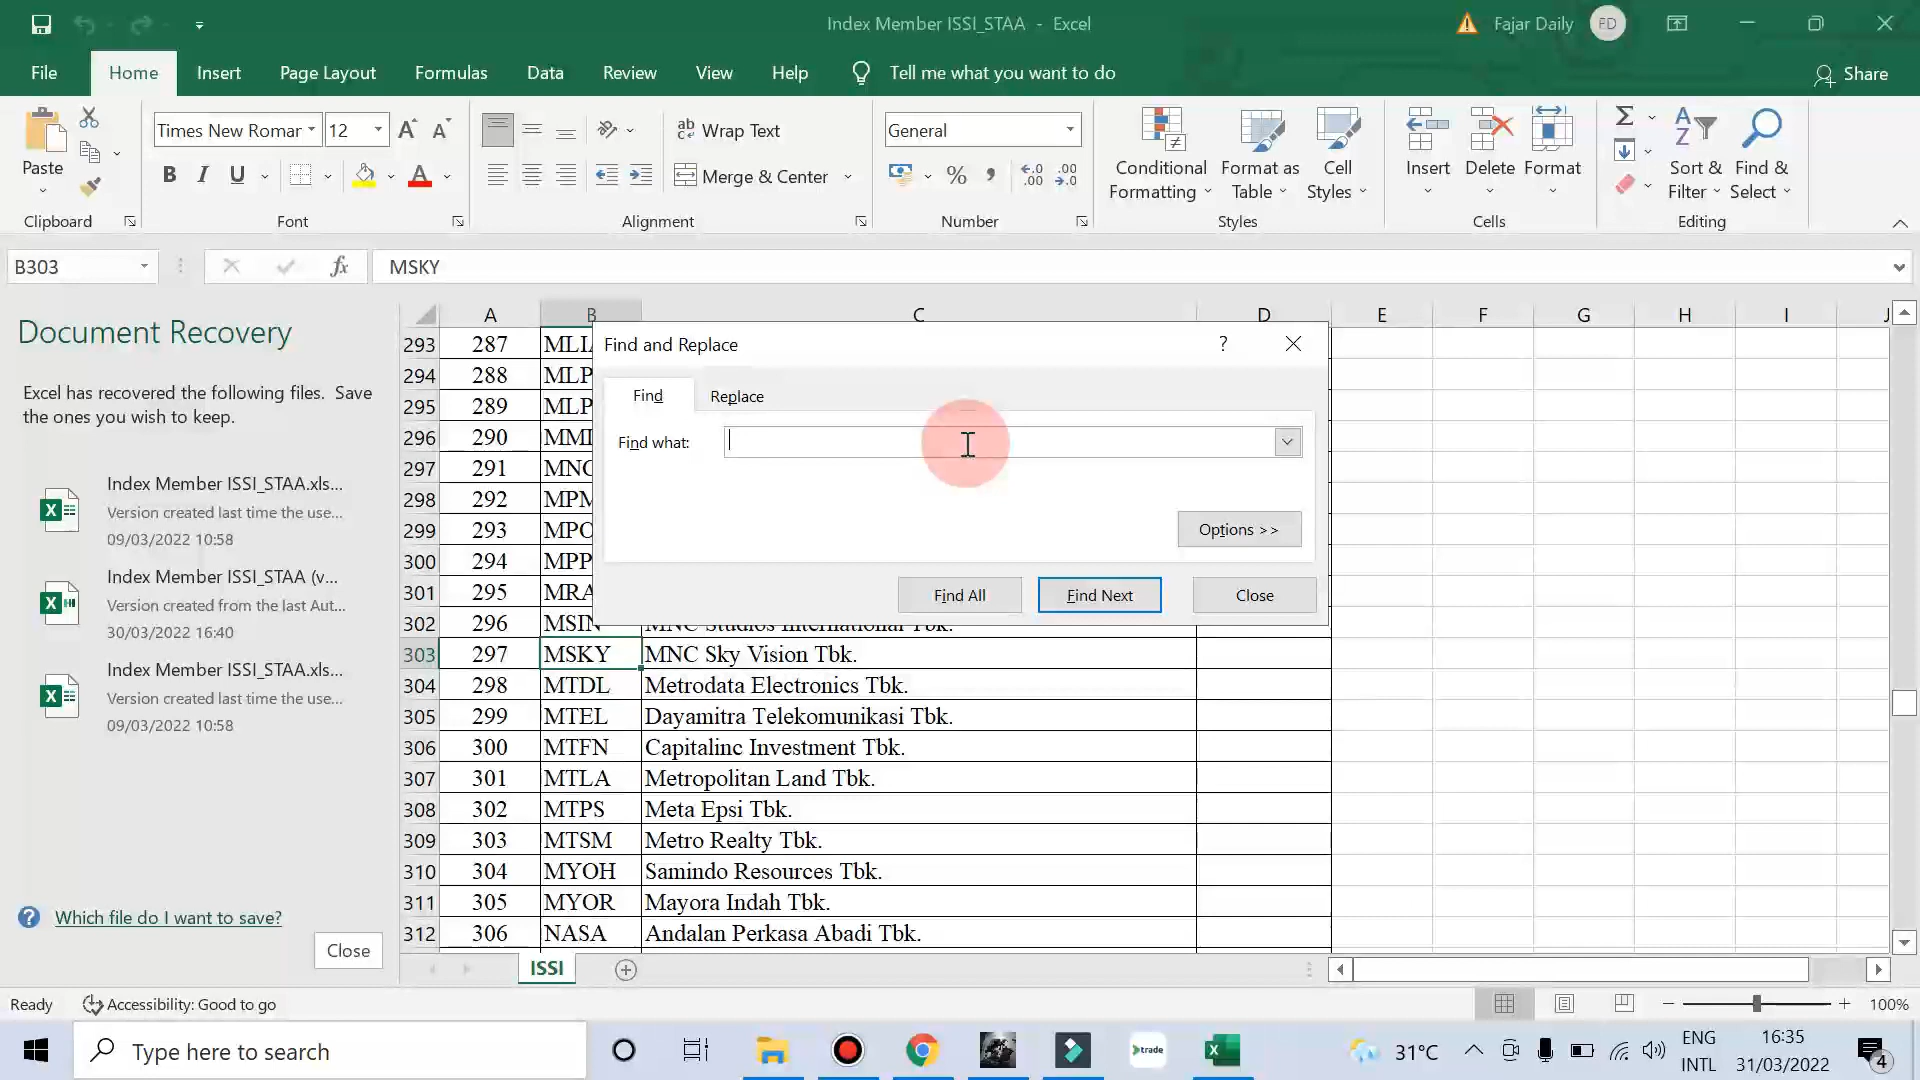 Index Member ISSI_STAA - Excel
Fajar Daily
FD
File
Home
Insert
Page Layout
Formulas
Data
Review
View
Help
Tell me what you want to do
Share
Paste
Clipboard
Times New Romar
12
B I U
Font
Wrap Text
Merge & Center
Alignment
General
%
Number
Conditional
Formatting
Format as
Table
Cell
Styles
Styles
Insert
Delete
Format
Cells
Sort &
Filter
Find &
Select
Editing
B303
fx
MSKY
Document Recovery
Excel has recovered the following files. Save
the ones you wish to keep.
Index Member ISSI_STAA.xls...
Version created last time the use...
09/03/2022 10:58
Index Member ISSI_STAA (v...
Version created from the last Aut...
30/03/2022 16:40
Index Member ISSI_STAA.xls...
Version created last time the use...
09/03/2022 10:58
Which file do I want to save?
Close
A B C D E F G H I J
293 287
294 288
295 289
296 290
297 291
298 292 MPM
299 293
300 294 MPP
301 295 MRA
302 296 MSIN MNC Studios International Tbk.
303 297 MSKY MNC Sky Vision Tbk.
304 298 MTDL Metrodata Electronics Tbk.
305 299 MTEL Dayamitra Telekomunikasi Tbk.
306 300 MTFN Capitalinc Investment Tbk.
307 301 MTLA Metropolitan Land Tbk.
308 302 MTPS Meta Epsi Tbk.
309 303 MTSM Metro Realty Tbk.
310 304 MYOH Samindo Resources Tbk.
311 305 MYOR Mayora Indah Tbk.
312 306 NASA Andalan Perkasa Abadi Tbk.
Find and Replace
?
Find
Replace
Find what:
Options >>
Find All
Find Next
Close
ISSI
Ready
Accessibility: Good to go
100%
Type here to search
trade
31°C
ENG
INTL
16:35
31/03/2022
4